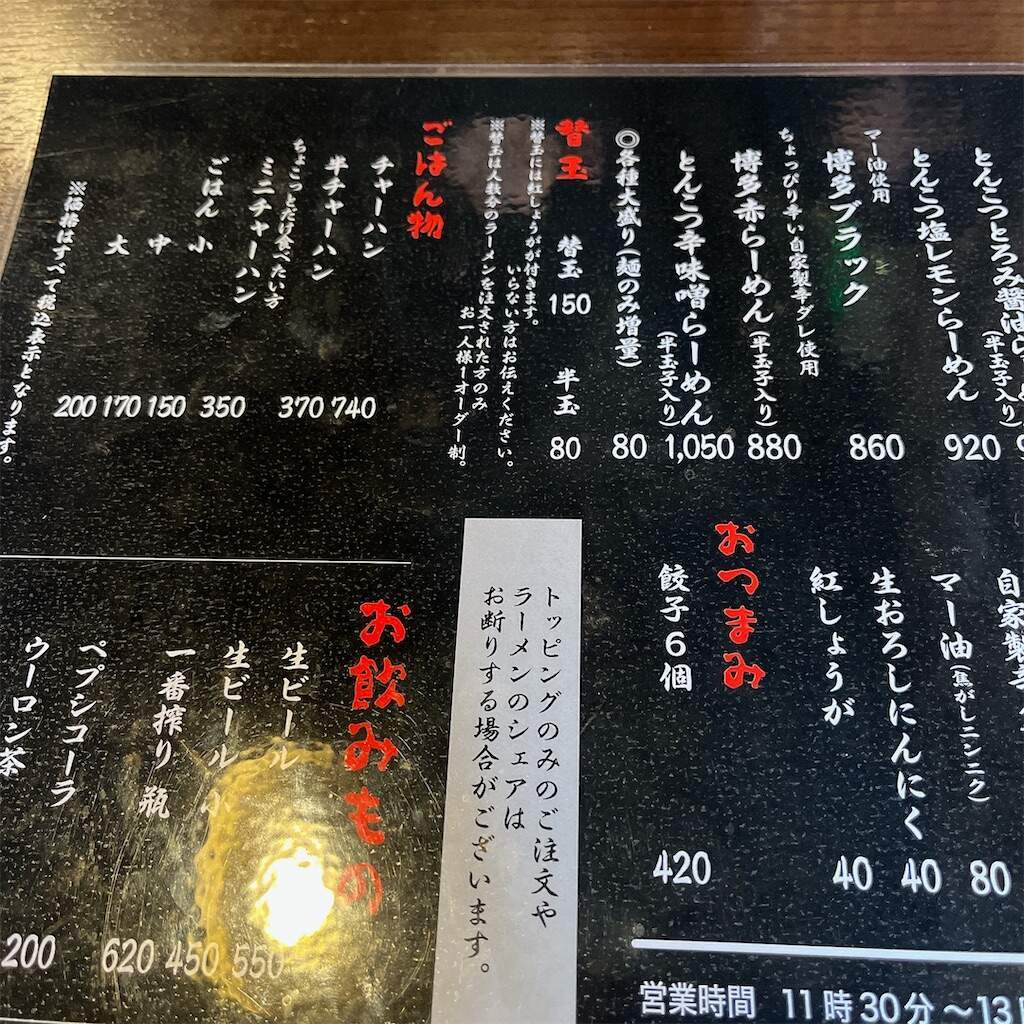 とんこつとろみ醤油ら
(半玉子入り)
とんこつ塩レモンらーめん 920
マー油使用
博多ブラック 860
ちょっぴり辛い自家製辛ダレ使用
博多赤らーめん(半玉子入り) 880
とんこつ辛味噌らーめん(半玉子入り) 1,050
◎各種大盛り(麺のみ増量) 80
替玉
替玉 150 半玉 80
※替玉には紅しょうがが付きます。
いらない方はお伝えください。
※替玉は人数分のラーメンを注文された方のみ
お一人様1オーダー制。
ごはん物
チャーハン 740
半チャーハン 370
ちょこっとだけ食べたい方
ミニチャーハン 350
ごはん 小 150
中 170
大 200
※価格はすべて税込表示となります。
自家製辛
マー油(焦がしニンニク) 80
生おろしにんにく 40
紅しょうが 40
おつまみ
餃子6個 420
トッピングのみのご注文や
ラーメンのシェアは
お断りする場合がございます。
お飲みもの
生ビール 550
生ビール 小 450
一番搾り 瓶 620
ペプシコーラ
ウーロン茶 200
営業時間 11時30分～13